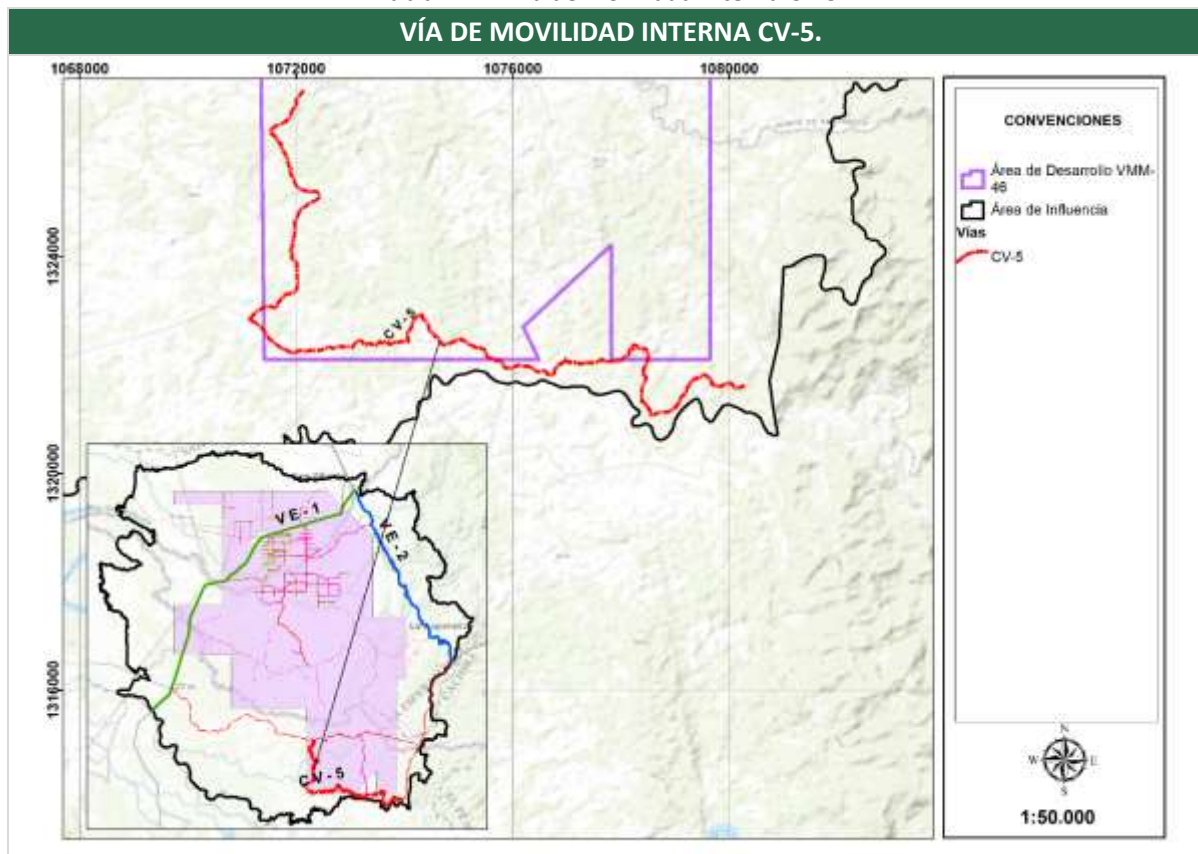 VÍA DE MOVILIDAD INTERNA CV-5.
1068000
1072000
1076000
1080000
1324000
1320000
1316000
CV-5
VE-1
VE-2
CV-5
CONVENCIONES
Área de Desarrollo VMM-
46
Área de Influencia
Vías
CV-5
N
W
E
S
1:50.000